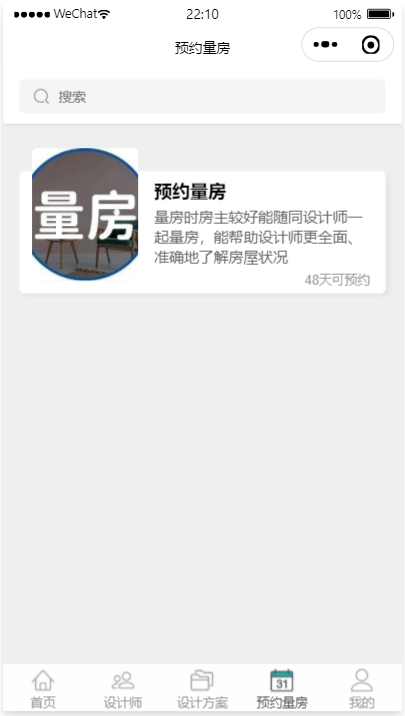 WeChat
22:10
100%
预约量房
搜索
量房
预约量房
量房时房主较好能随同设计师一
起量房，能帮助设计师更全面、
准确地了解房屋状况
48天可预约
31
首页
设计师
设计方案
预约量房
我的